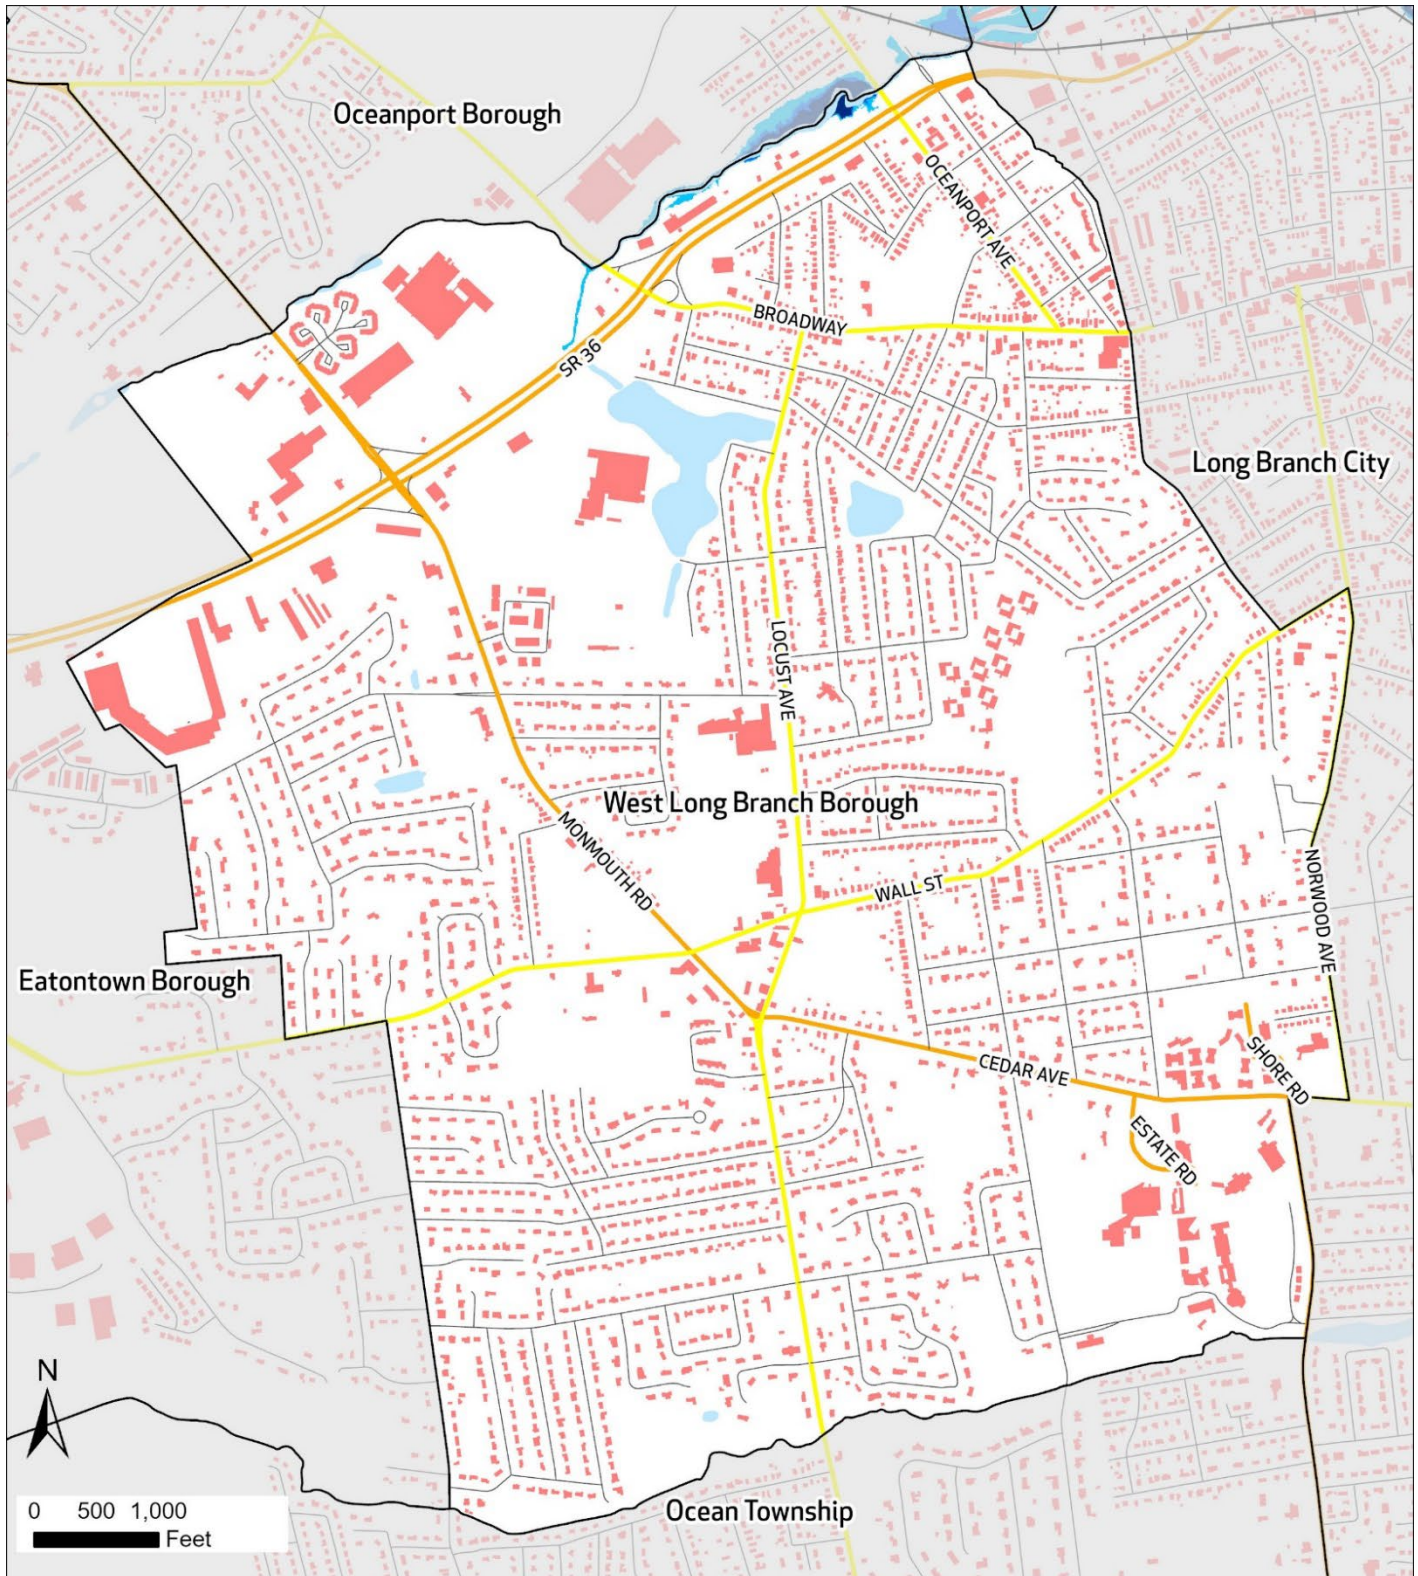 Oceanport Borough
OCEANPORT AVE
BROADWAY
SR 36
Long Branch City
LOCUST AVE
West Long Branch Borough
MONMOUTH RD
WALL ST
NORWOOD AVE
Eatontown Borough
CEDAR AVE
SHORE RD
ESTATE RD
N
0 500 1,000
Feet
Ocean Township